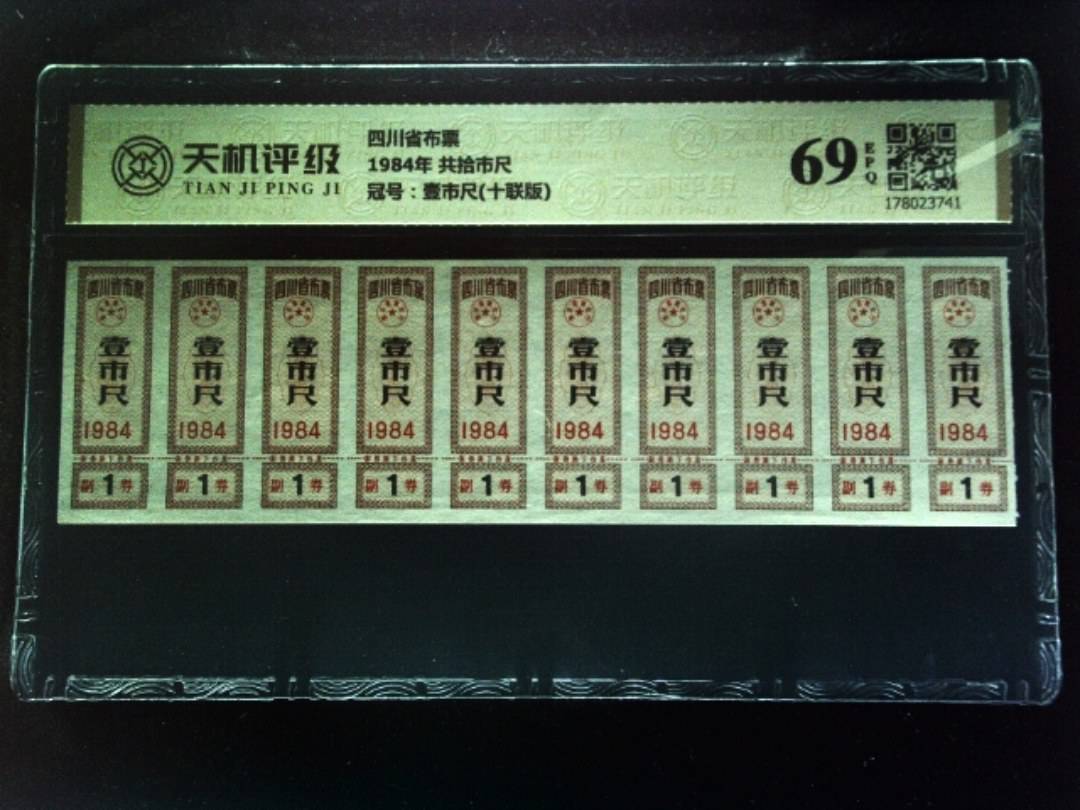 天机评级
TIAN JI PING JI
四川省布票
1984年 共拾市尺
冠号：壹市尺(十联版)
69
EPQ
178023741
四川省布票 四川省布票 四川省布票 四川省布票 四川省布票 四川省布票 四川省布票 四川省布票 四川省布票 四川省布票
壹市尺 壹市尺 壹市尺 壹市尺 壹市尺 壹市尺 壹市尺 壹市尺 壹市尺 壹市尺
1984 1984 1984 1984 1984 1984 1984 1984 1984 1984
副1券 副1券 副1券 副1券 副1券 副1券 副1券 副1券 副1券 副1券